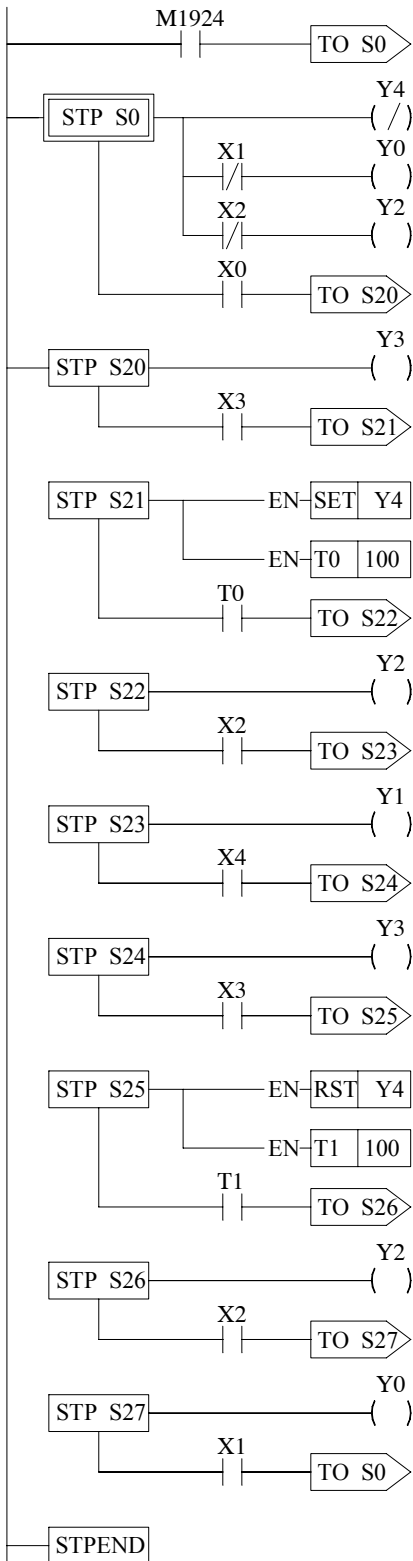 M1924
TO S0
Y4
STP S0
X1 Y0
X2 Y2
X0
TO S20
Y3
STP S20
X3
TO S21
STP S21 EN SET Y4
EN T0 100
T0
TO S22
Y2
STP S22
X2
TO S23
Y1
STP S23
X4
TO S24
Y3
STP S24
X3
TO S25
STP S25 EN RST Y4
EN T1 100
T1
TO S26
Y2
STP S26
X2
TO S27
Y0
STP S27
X1
TO S0
STPEND